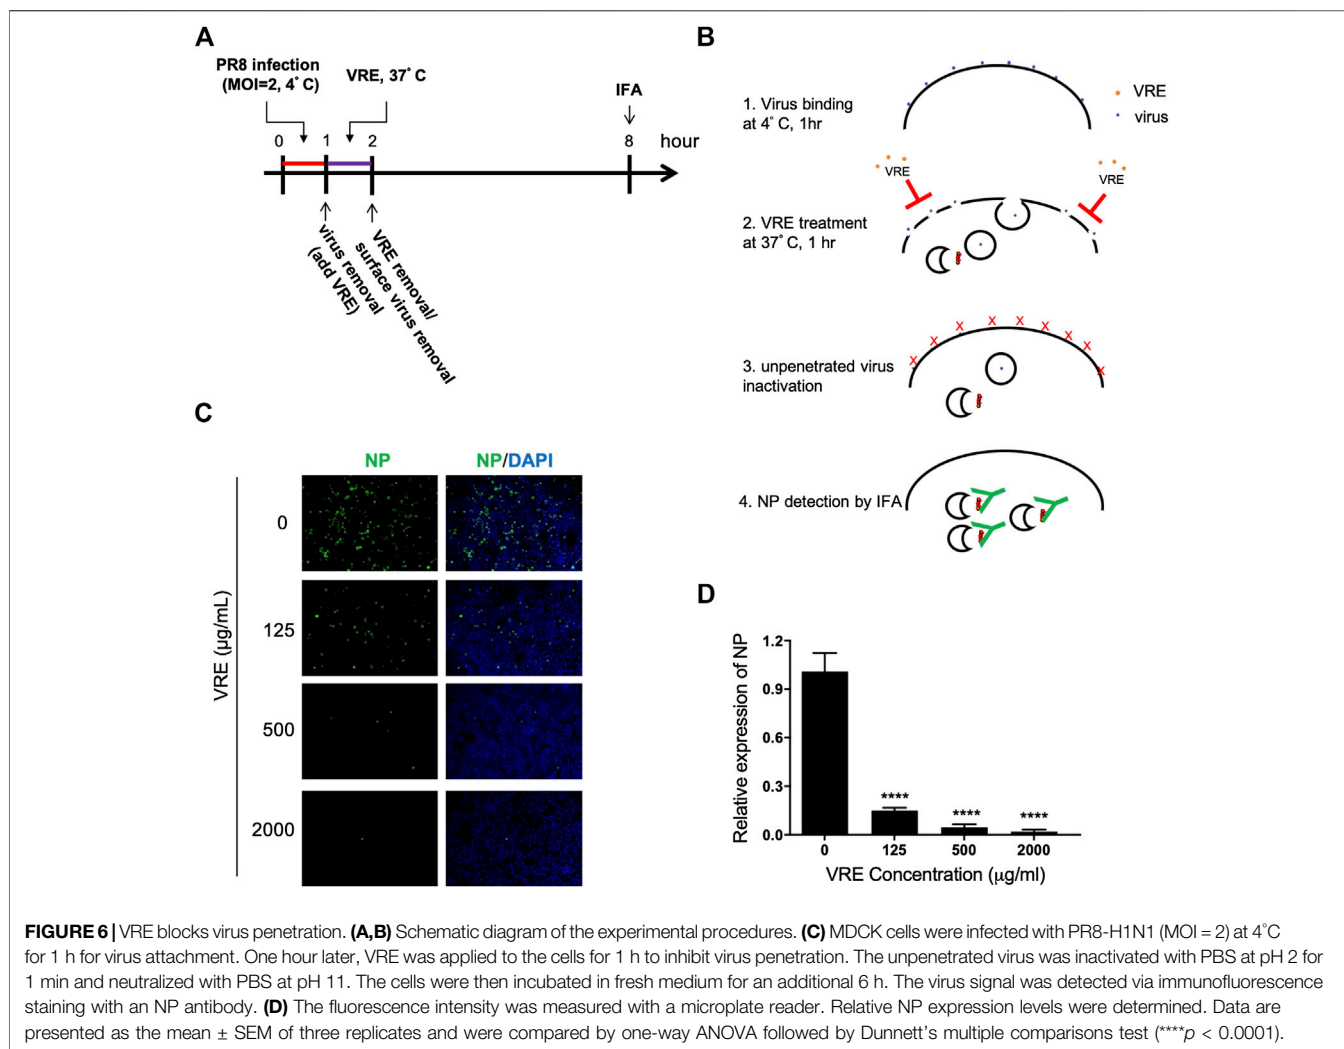 A
PR8 infection
(MOI=2, 4° C)
VRE, 37° C
IFA
0
1
2
8
hour
virus removal
(add VRE)
VRE removal/
surface virus removal
B
1. Virus binding
at 4° C, 1hr
VRE
virus
VRE
VRE
2. VRE treatment
at 37° C, 1 hr
3. unpenetrated virus
inactivation
4. NP detection by IFA
C
NP
NP/DAPI
VRE (µg/mL)
0
125
500
2000
D
Relative expression of NP
1.2
0.9
0.6
0.3
0.0
****
****
****
0
125
500
2000
VRE Concentration (µg/ml)
FIGURE 6 | VRE blocks virus penetration. (A,B) Schematic diagram of the experimental procedures. (C) MDCK cells were infected with PR8-H1N1 (MOI = 2) at 4°C
for 1 h for virus attachment. One hour later, VRE was applied to the cells for 1 h to inhibit virus penetration. The unpenetrated virus was inactivated with PBS at pH 2 for
1 min and neutralized with PBS at pH 11. The cells were then incubated in fresh medium for an additional 6 h. The virus signal was detected via immunofluorescence
staining with an NP antibody. (D) The fluorescence intensity was measured with a microplate reader. Relative NP expression levels were determined. Data are
presented as the mean ± SEM of three replicates and were compared by one-way ANOVA followed by Dunnett's multiple comparisons test (****p < 0.0001).